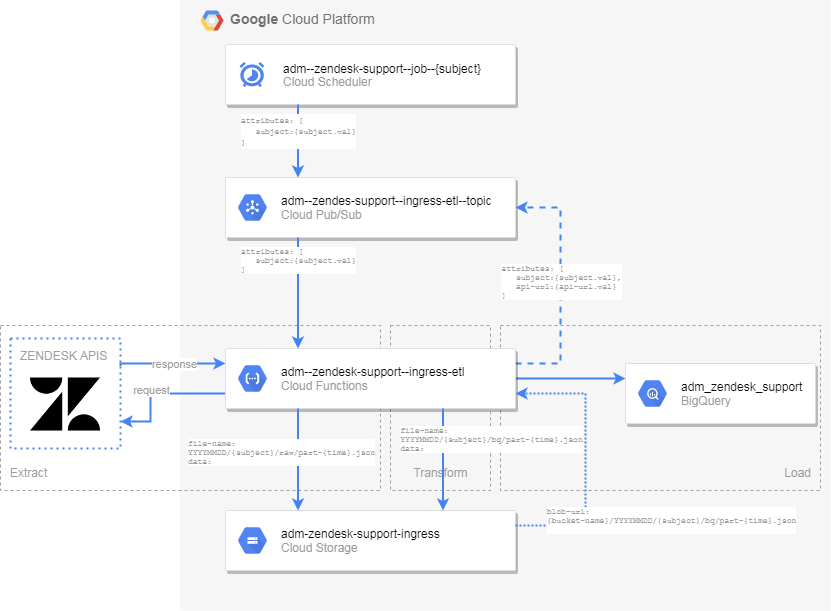 Google Cloud Platform
adm--zendesk-support--job--{subject}
Cloud Scheduler
attributes: [
subject:{subject.val}
]
adm--zendes-support--ingress-etl--topic
Cloud Pub/Sub
attributes: [
subject:{subject.val}
]
attributes: [
subject:{subject.val},
api-url:{api-url.val}
]
ZENDESK APIS
response
request
adm--zendesk-support--ingress-etl
Cloud Functions
adm_zendesk_support
BigQuery
file-name:
YYYYMMDD/{subject}/raw/part-{time}.json
data:
file-name:
YYYYMMDD/{subject}/bq/part-{time}.json
data:
Extract
Transform
Load
adm-zendesk-support-ingress
Cloud Storage
blob-uri:
{bucket-name}/YYYYMMDD/{subject}/bq/part-{time}.json